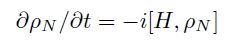 ∂ρ_N/∂t = −i[H, ρ_N]